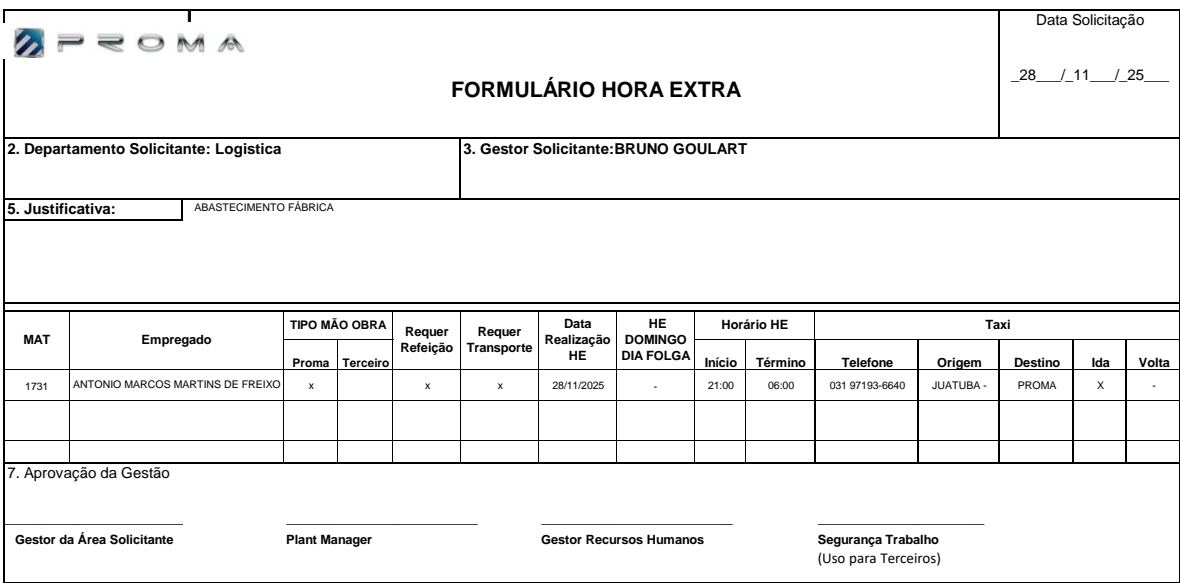 PROMA
Data Solicitação
_28___/_11___/_25___
FORMULÁRIO HORA EXTRA
2. Departamento Solicitante: Logistica
3. Gestor Solicitante:BRUNO GOULART
5. Justificativa:
ABASTECIMENTO FÁBRICA
MAT
Empregado
TIPO MÃO OBRA
Proma
Terceiro
Requer
Refeição
Requer
Transporte
Data
Realização
HE
HE
DOMINGO
DIA FOLGA
Horário HE
Início
Término
Taxi
Telefone
Origem
Destino
Ida
Volta
1731
ANTONIO MARCOS MARTINS DE FREIXO
x
x
x
28/11/2025
-
21:00
06:00
031 97193-6640
JUATUBA -
PROMA
X
-
7. Aprovação da Gestão
Gestor da Área Solicitante
Plant Manager
Gestor Recursos Humanos
Segurança Trabalho
(Uso para Terceiros)